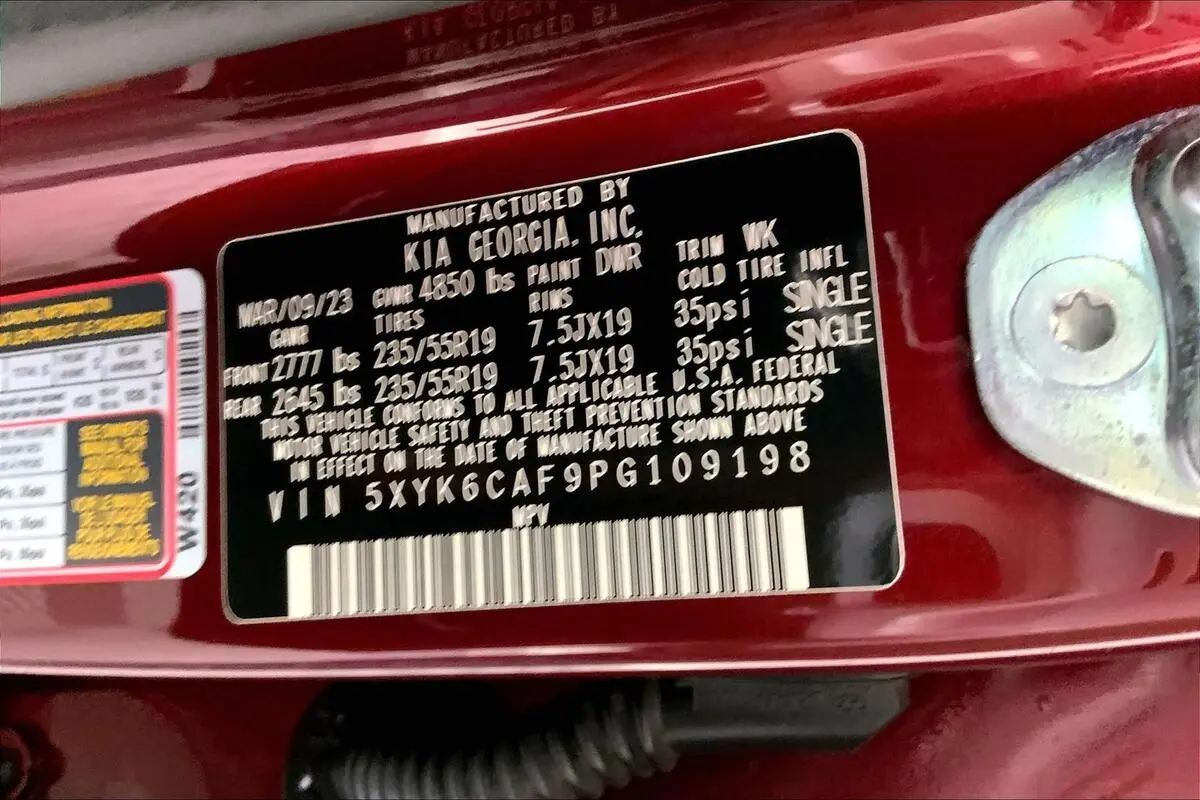 MANUFACTURED BY
KIA GEORGIA, INC.
MAR/09/23 GVWR 4850 lbs PAINT DWR TRIM WK
GAWR TIRES RIMS COLD TIRE INFL
FRONT 2777 lbs 235/55R19 7.5JX19 35psi SINGLE
REAR 2645 lbs 235/55R19 7.5JX19 35psi SINGLE
THIS VEHICLE CONFORMS TO ALL APPLICABLE U.S.A. FEDERAL
MOTOR VEHICLE SAFETY AND THEFT PREVENTION STANDARDS
IN EFFECT ON THE DATE OF MANUFACTURE SHOWN ABOVE
VIN 5XYK6CAF9PG109198
MPV
W420